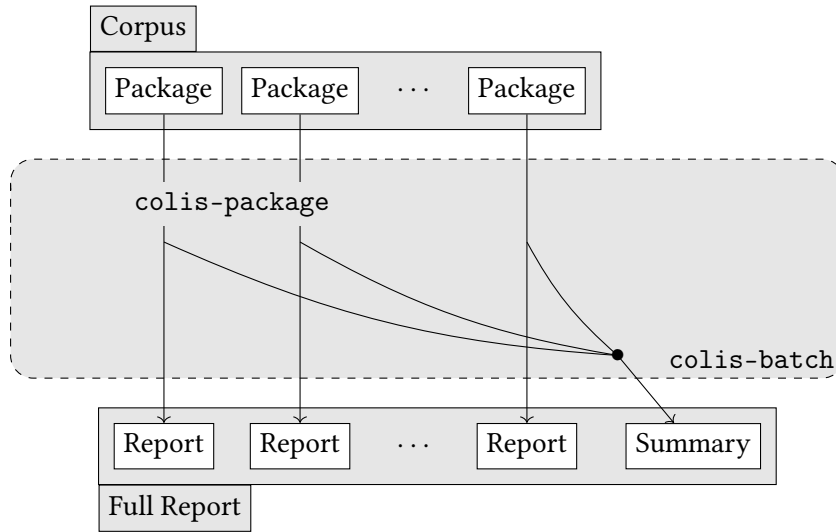 Corpus
Package Package ··· Package
colis-package
colis-batch
Report Report ··· Report Summary
Full Report